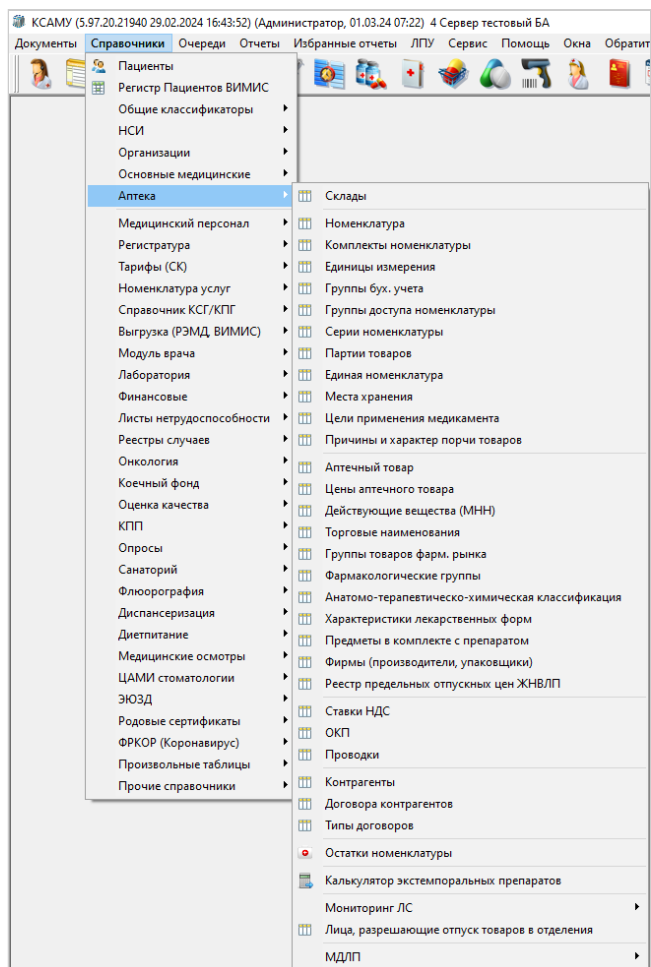 КСАМУ (5.97.20.21940 29.02.2024 16:43:52) (Администратор, 01.03.24 07:22) 4 Сервер тестовый БА
Документы Справочники Очереди Отчеты Избранные отчеты ЛПУ Сервис Помощь Окна Обратит
Пациенты
Регистр Пациентов ВИМИС
Общие классификаторы
НСИ
Организации
Основные медицинские
Аптека
Медицинский персонал
Регистратура
Тарифы (СК)
Номенклатура услуг
Справочник КСГ/КПГ
Выгрузка (РЭМД, ВИМИС)
Модуль врача
Лаборатория
Финансовые
Листы нетрудоспособности
Реестры случаев
Онкология
Коечный фонд
Оценка качества
КПП
Опросы
Санаторий
Флюорография
Диспансеризация
Диетпитание
Медицинские осмотры
ЦАМИ стоматологии
ЭЮЗД
Родовые сертификаты
ФРКОР (Коронавирус)
Произвольные таблицы
Прочие справочники
Склады
Номенклатура
Комплекты номенклатуры
Единицы измерения
Группы бух. учета
Группы доступа номенклатуры
Серии номенклатуры
Партии товаров
Единая номенклатура
Места хранения
Цели применения медикамента
Причины и характер порчи товаров
Аптечный товар
Цены аптечного товара
Действующие вещества (МНН)
Торговые наименования
Группы товаров фарм. рынка
Фармакологические группы
Анатомо-терапевтическо-химическая классификация
Характеристики лекарственных форм
Предметы в комплекте с препаратом
Фирмы (производители, упаковщики)
Реестр предельных отпускных цен ЖНВЛП
Ставки НДС
ОКП
Проводки
Контрагенты
Договора контрагентов
Типы договоров
Остатки номенклатуры
Калькулятор экстемпоральных препаратов
Мониторинг ЛС
Лица, разрешающие отпуск товаров в отделения
МДЛП